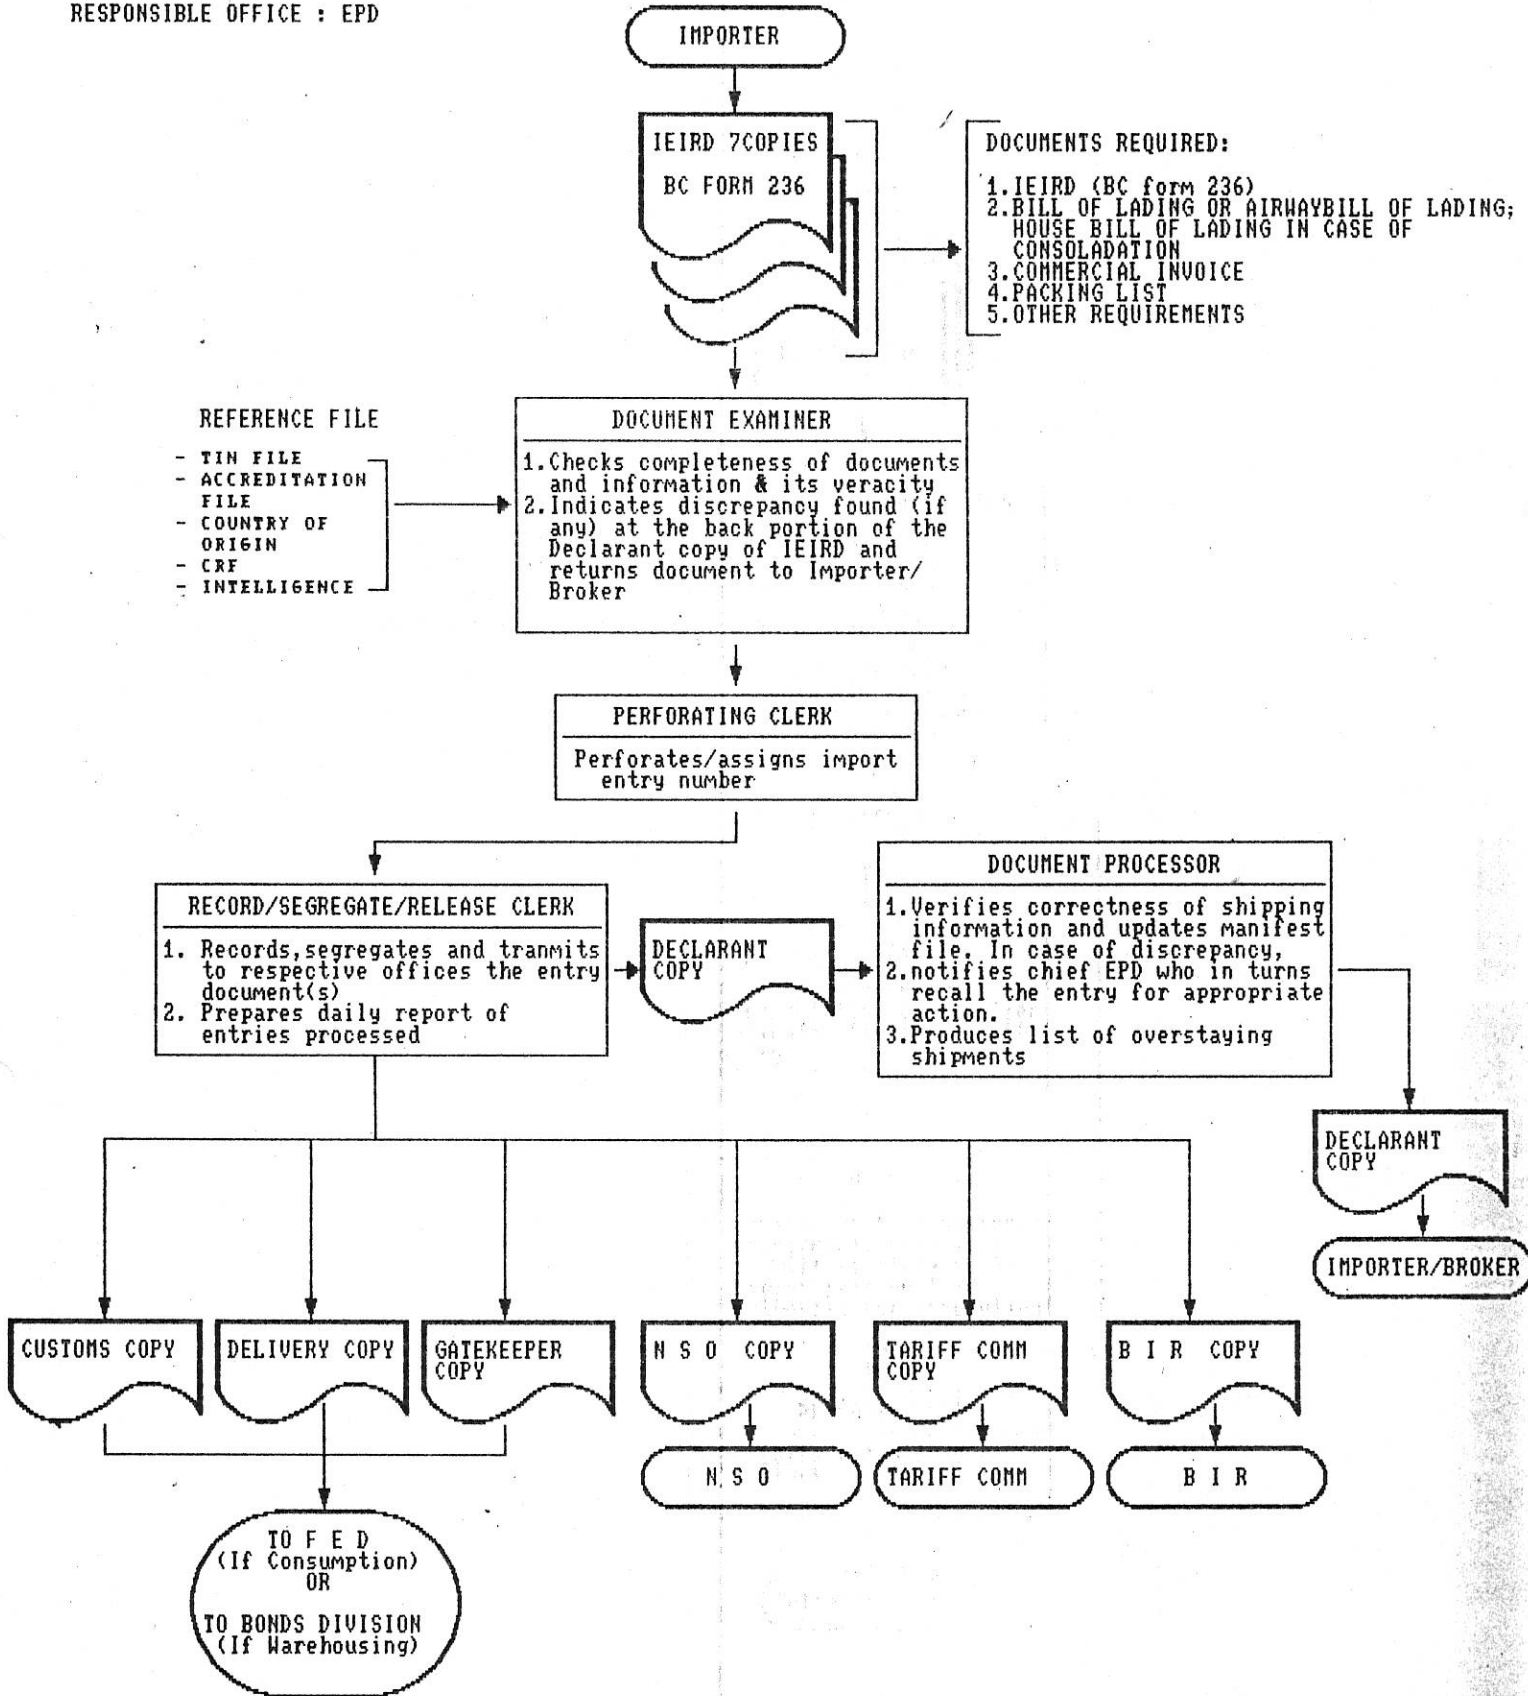 RESPONSIBLE OFFICE : EPD
IMPORTER
IEIRD 7COPIES
BC FORM 236
DOCUMENTS REQUIRED:
1.IEIRD (BC form 236)
2.BILL OF LADING OR AIRWAYBILL OF LADING;
HOUSE BILL OF LADING IN CASE OF
CONSOLADATION
3.COMMERCIAL INVOICE
4.PACKING LIST
5.OTHER REQUIREMENTS
REFERENCE FILE
- TIN FILE
- ACCREDITATION
FILE
- COUNTRY OF
ORIGIN
- CRF
- INTELLIGENCE
DOCUMENT EXAMINER
1.Checks completeness of documents
and information & its veracity
2.Indicates discrepancy found (if
any) at the back portion of the
Declarant copy of IEIRD and
returns document to Importer/
Broker
PERFORATING CLERK
Perforates/assigns import
entry number
RECORD/SEGREGATE/RELEASE CLERK
1. Records,segregates and tranmits
to respective offices the entry
document(s)
2. Prepares daily report of
entries processed
DECLARANT
COPY
DOCUMENT PROCESSOR
1.Verifies correctness of shipping
information and updates manifest
file. In case of discrepancy,
2.notifies chief EPD who in turns
recall the entry for appropriate
action.
3.Produces list of overstaying
shipments
DECLARANT
COPY
IMPORTER/BROKER
CUSTOMS COPY
DELIVERY COPY
GATEKEEPER
COPY
N S O COPY
TARIFF COMM
COPY
B I R COPY
N S O
TARIFF COMM
B I R
TO F E D
(If Consumption)
OR
TO BONDS DIVISION
(If Warehousing)